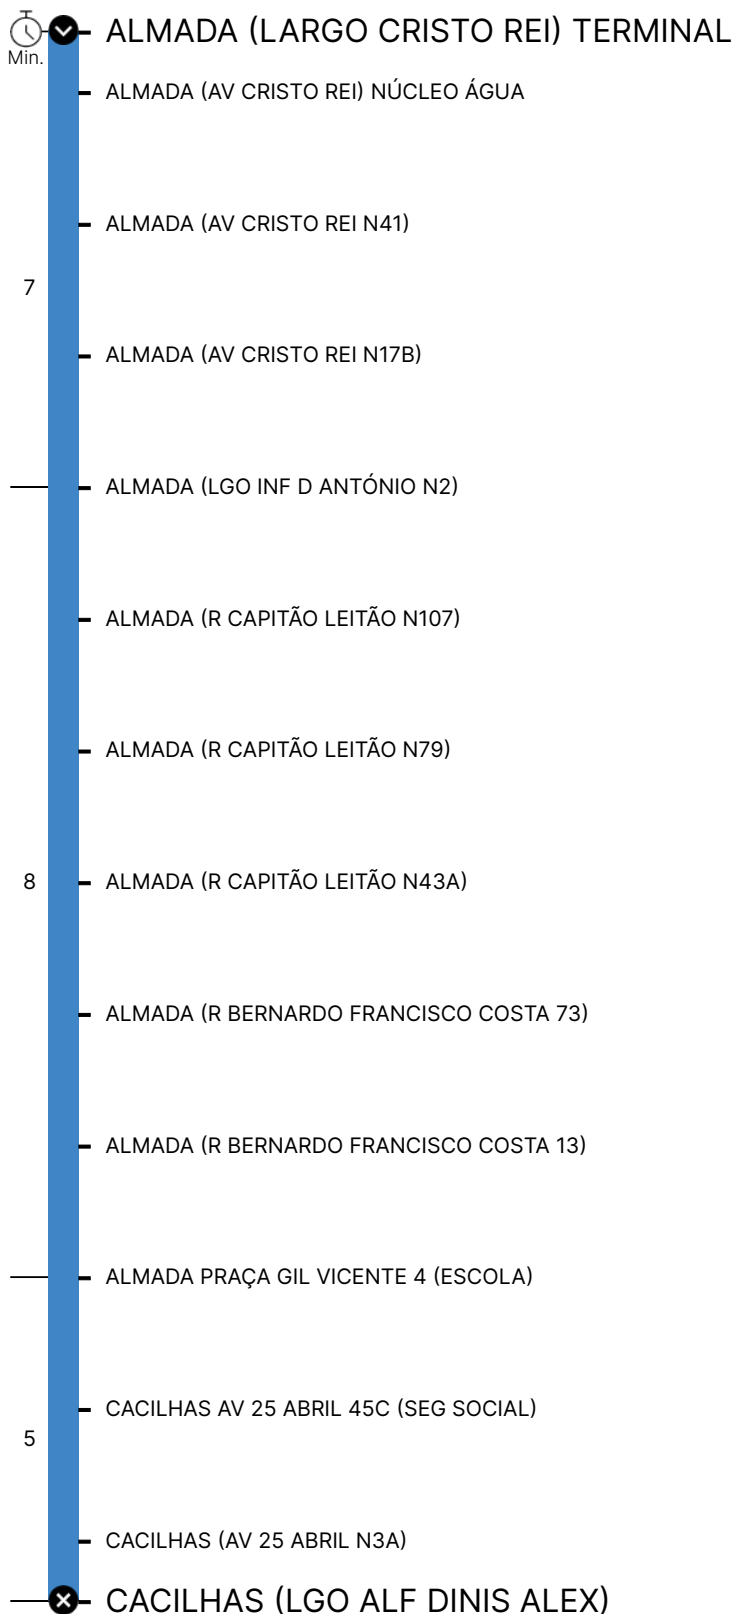 ALMADA (LARGO CRISTO REI) TERMINAL
Min.
ALMADA (AV CRISTO REI) NÚCLEO ÁGUA
ALMADA (AV CRISTO REI N41)
7
ALMADA (AV CRISTO REI N17B)
ALMADA (LGO INF D ANTÓNIO N2)
ALMADA (R CAPITÃO LEITÃO N107)
ALMADA (R CAPITÃO LEITÃO N79)
8 ALMADA (R CAPITÃO LEITÃO N43A)
ALMADA (R BERNARDO FRANCISCO COSTA 73)
ALMADA (R BERNARDO FRANCISCO COSTA 13)
ALMADA PRAÇA GIL VICENTE 4 (ESCOLA)
CACILHAS AV 25 ABRIL 45C (SEG SOCIAL)
5
CACILHAS (AV 25 ABRIL N3A)
CACILHAS (LGO ALF DINIS ALEX)